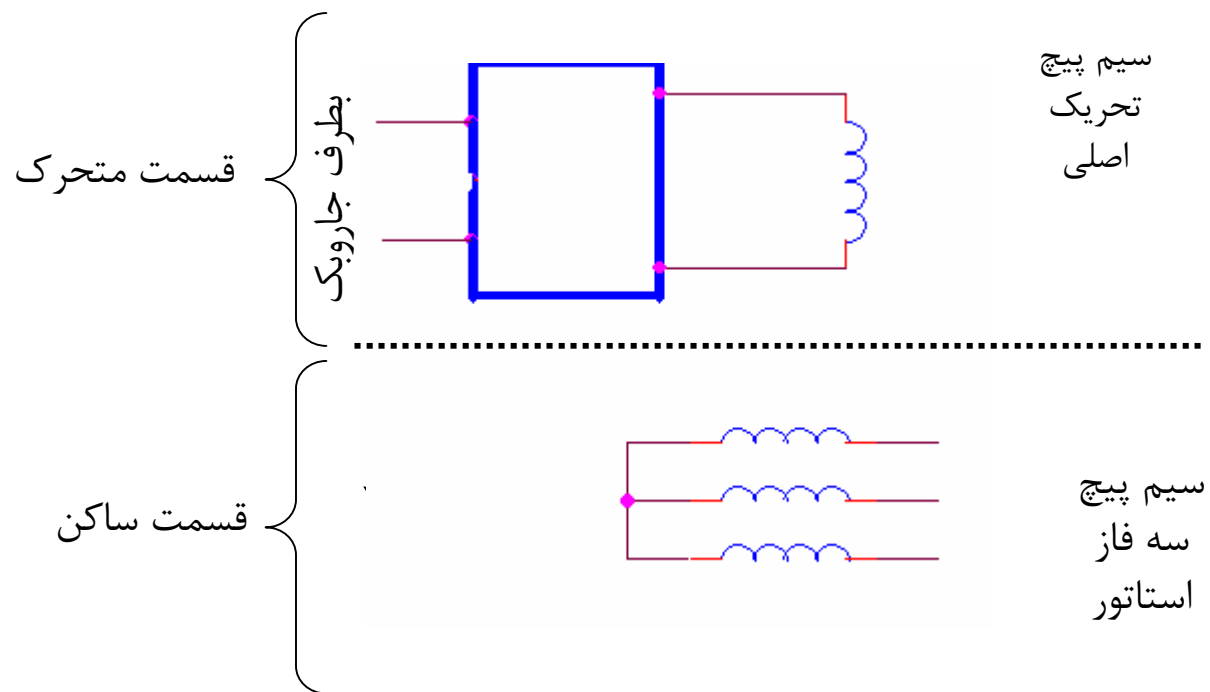 سیم پیچ
تحریک
اصلی
بطرف جاروبک
قسمت متحرک
سیم پیچ
سه فاز
استاتور
قسمت ساکن